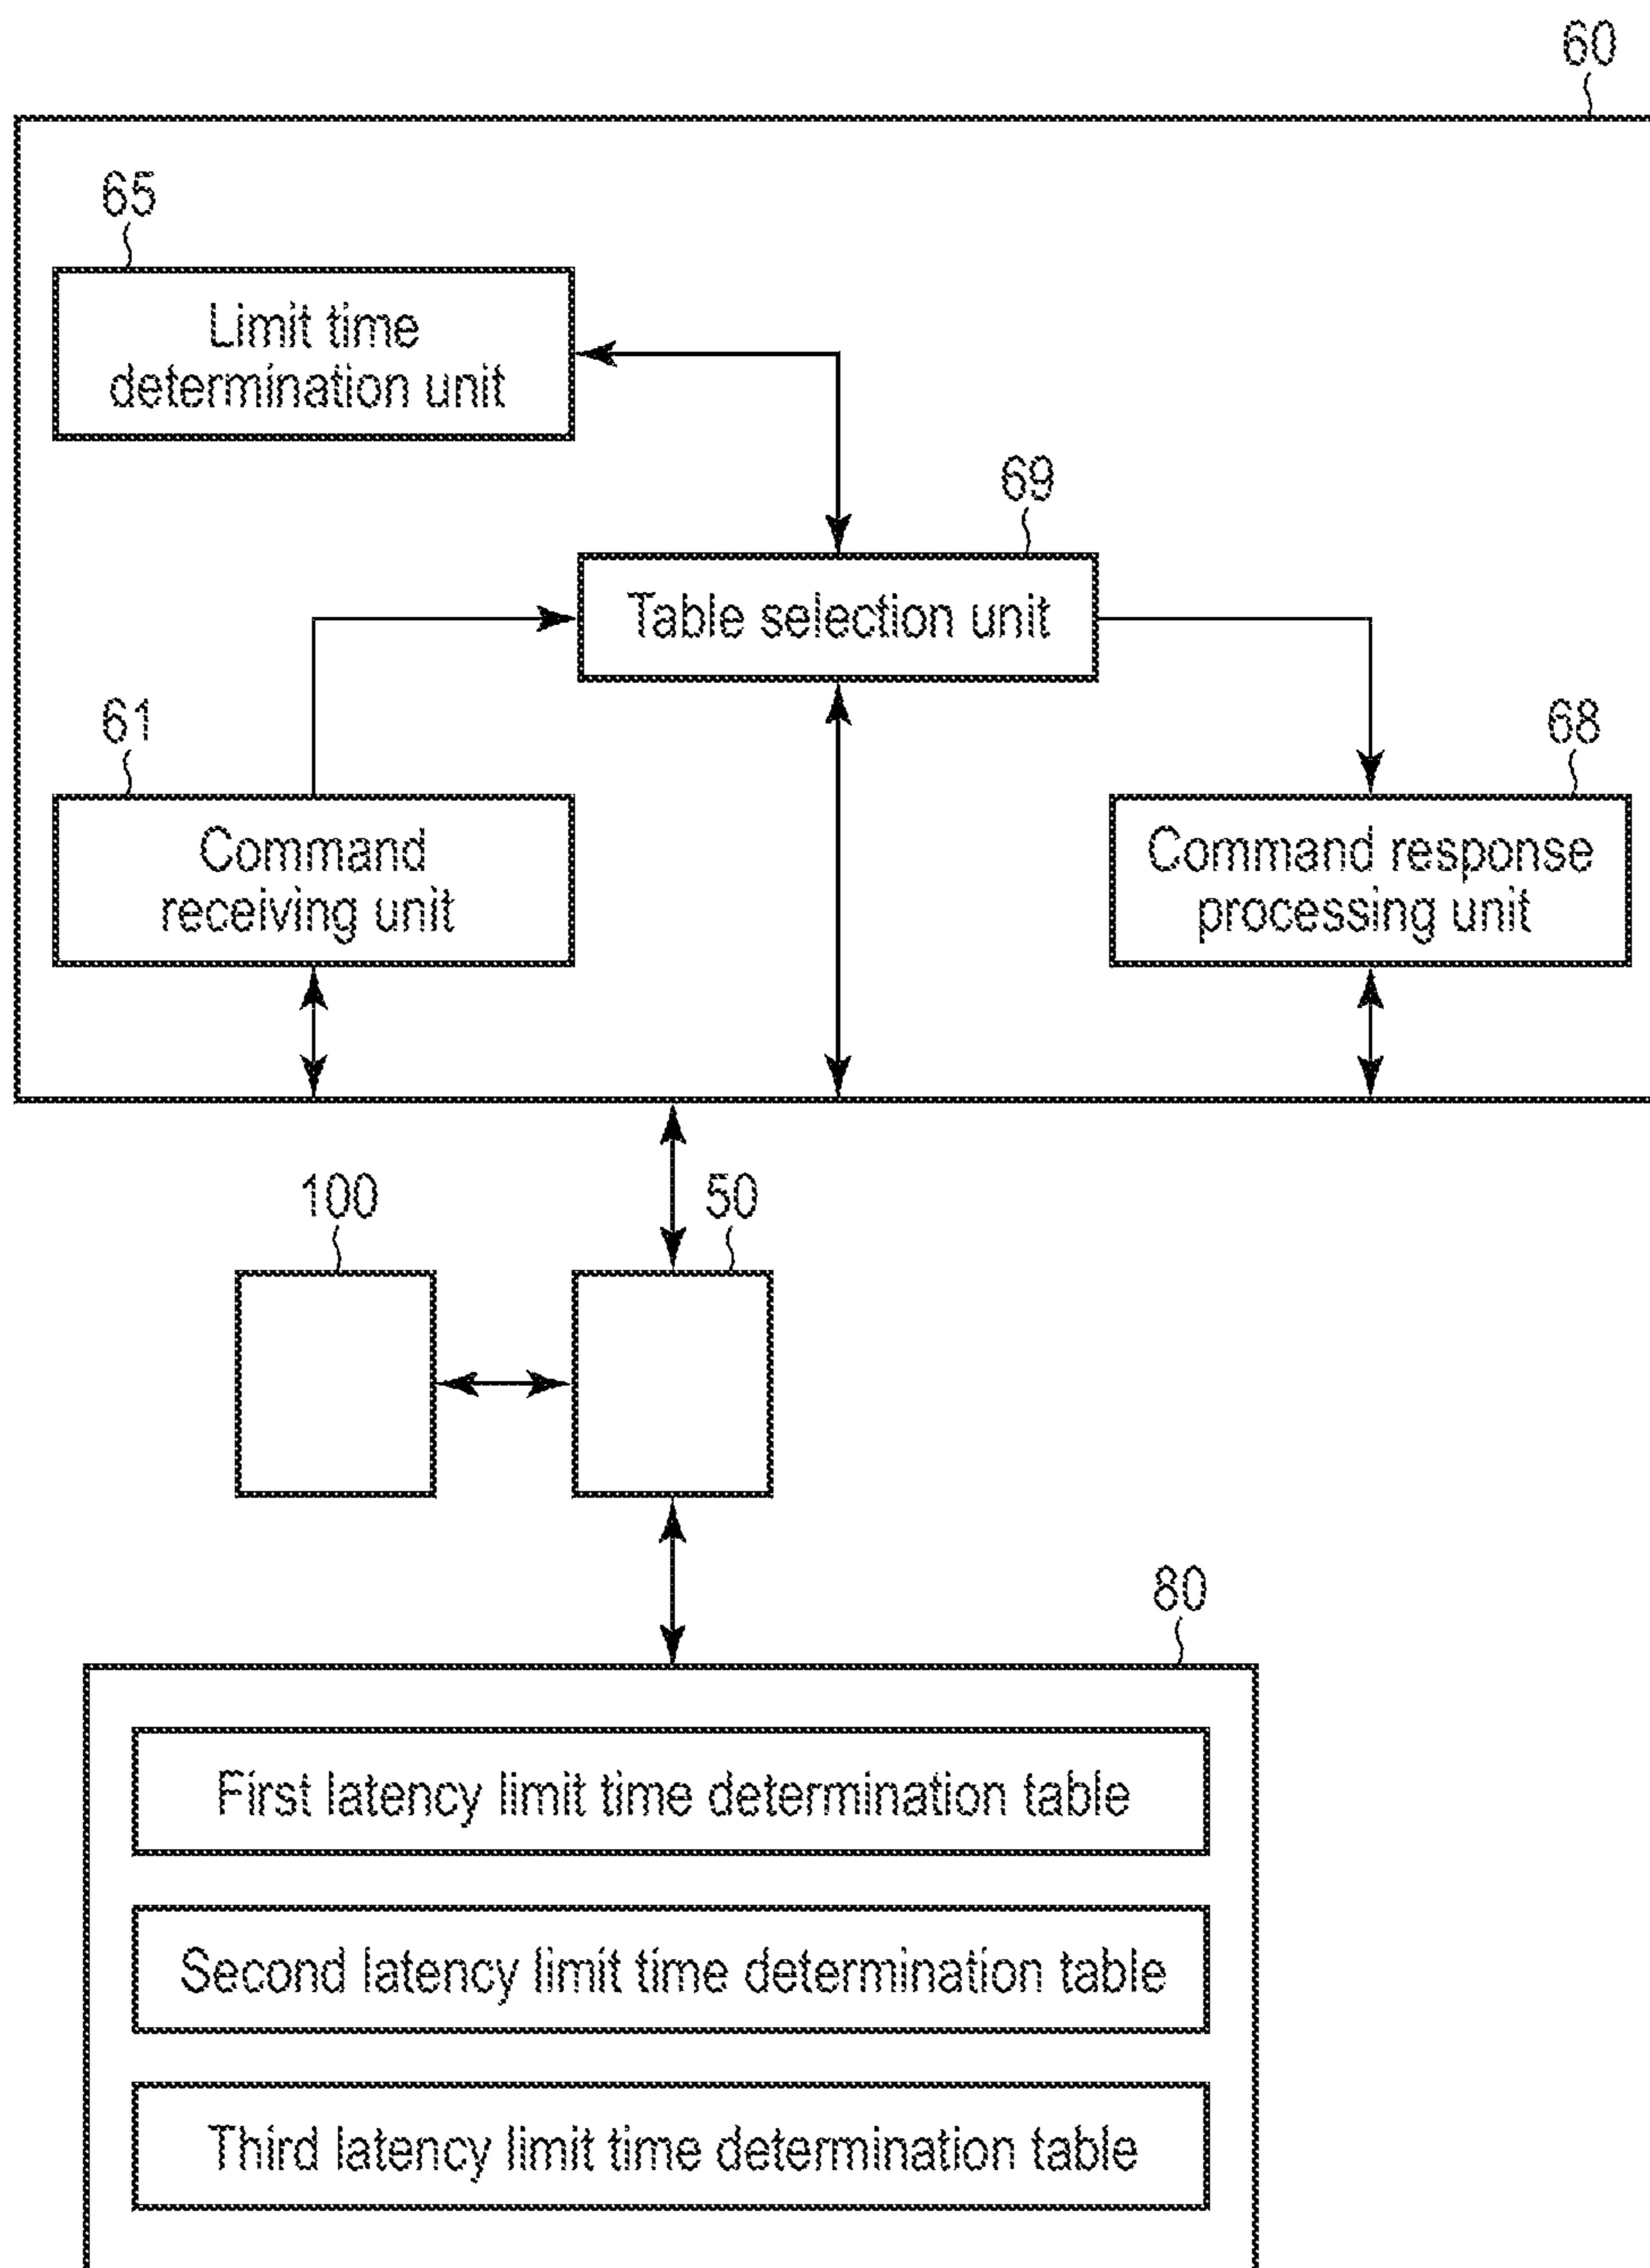 60
65
Limit time
determination unit
69
Table selection unit
61
68
Command
receiving unit
Command response
processing unit
100
50
80
First latency limit time determination table
Second latency limit time determination table
Third latency limit time determination table